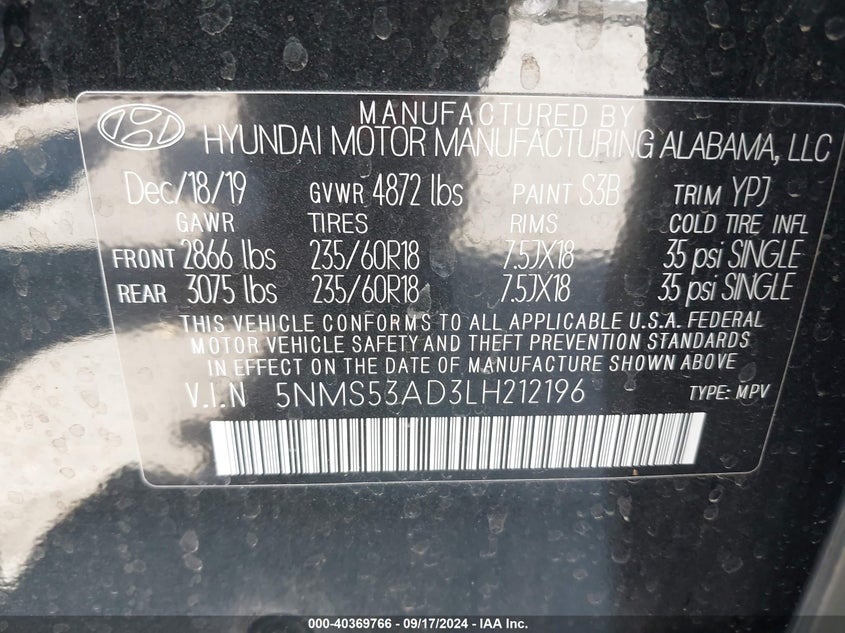 MANUFACTURED BY
HYUNDAI MOTOR MANUFACTURING ALABAMA, LLC
Dec/18/19 GVWR 4872 lbs PAINT S3B TRIM YPJ
GAWR TIRES RIMS COLD TIRE INFL
FRONT 2866 lbs 235/60R18 7.5JX18 35 psi SINGLE
REAR 3075 lbs 235/60R18 7.5JX18 35 psi SINGLE
THIS VEHICLE CONFORMS TO ALL APPLICABLE U.S.A. FEDERAL
MOTOR VEHICLE SAFETY AND THEFT PREVENTION STANDARDS
IN EFFECT ON THE DATE OF MANUFACTURE SHOWN ABOVE.
V.I.N 5NMS53AD3LH212196 TYPE: MPV
000-40369766 - 09/17/2024 - IAA Inc.